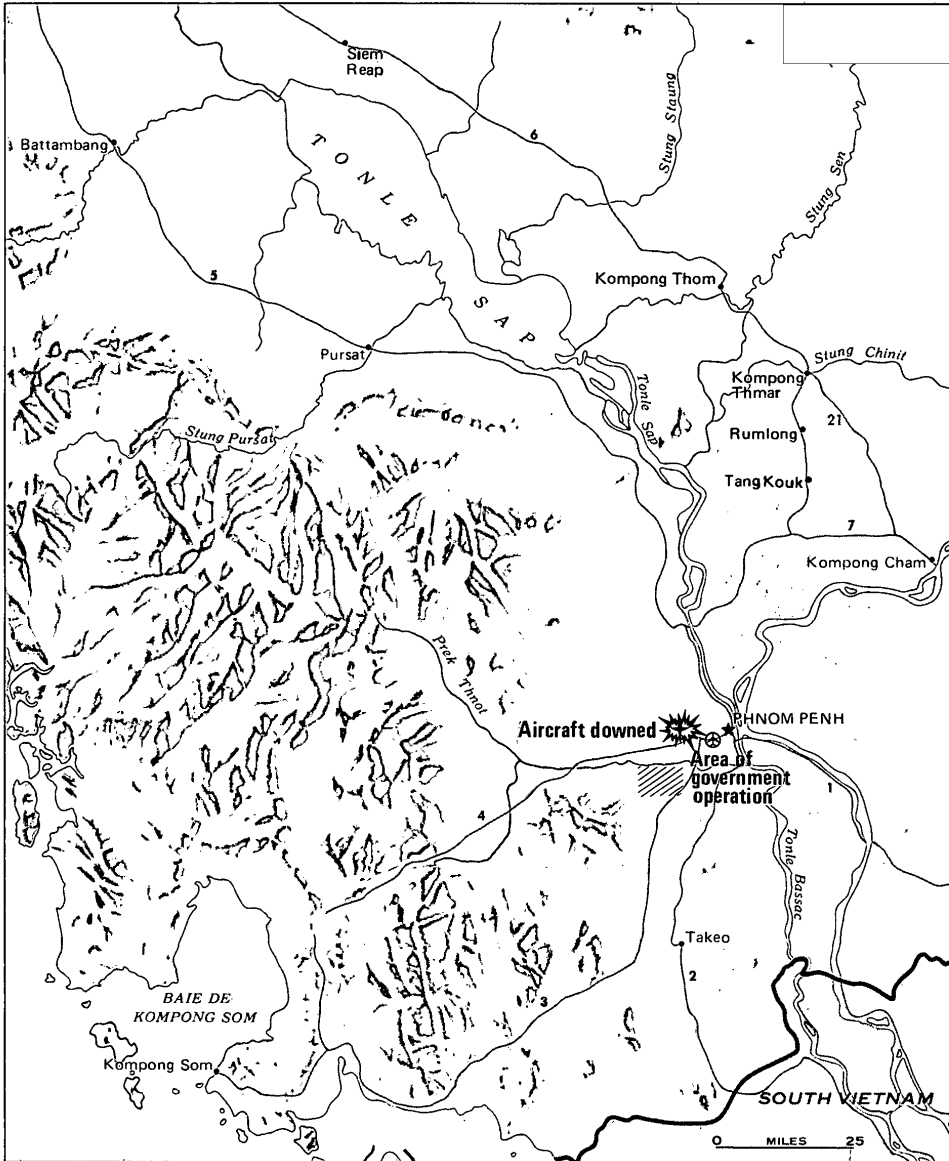 Siem
Reap
Stung Staung
6
Battambang
Stung Sen
TONLE
SAP
5
Kompong Thom
Pursat
Stung Chinit
Kompong
Thmar
Tonle Sap
21
Rumlong
Stung Pursat
Tang Kouk
7
Kompong Cham
Prek Thnot
PHNOM PENH
Aircraft downed
Area of
government
operation
1
4
Tonle Bassac
Takeo
2
3
BAIE DE
KOMPONG SOM
Kompong Som
SOUTH VIETNAM
0 MILES 25